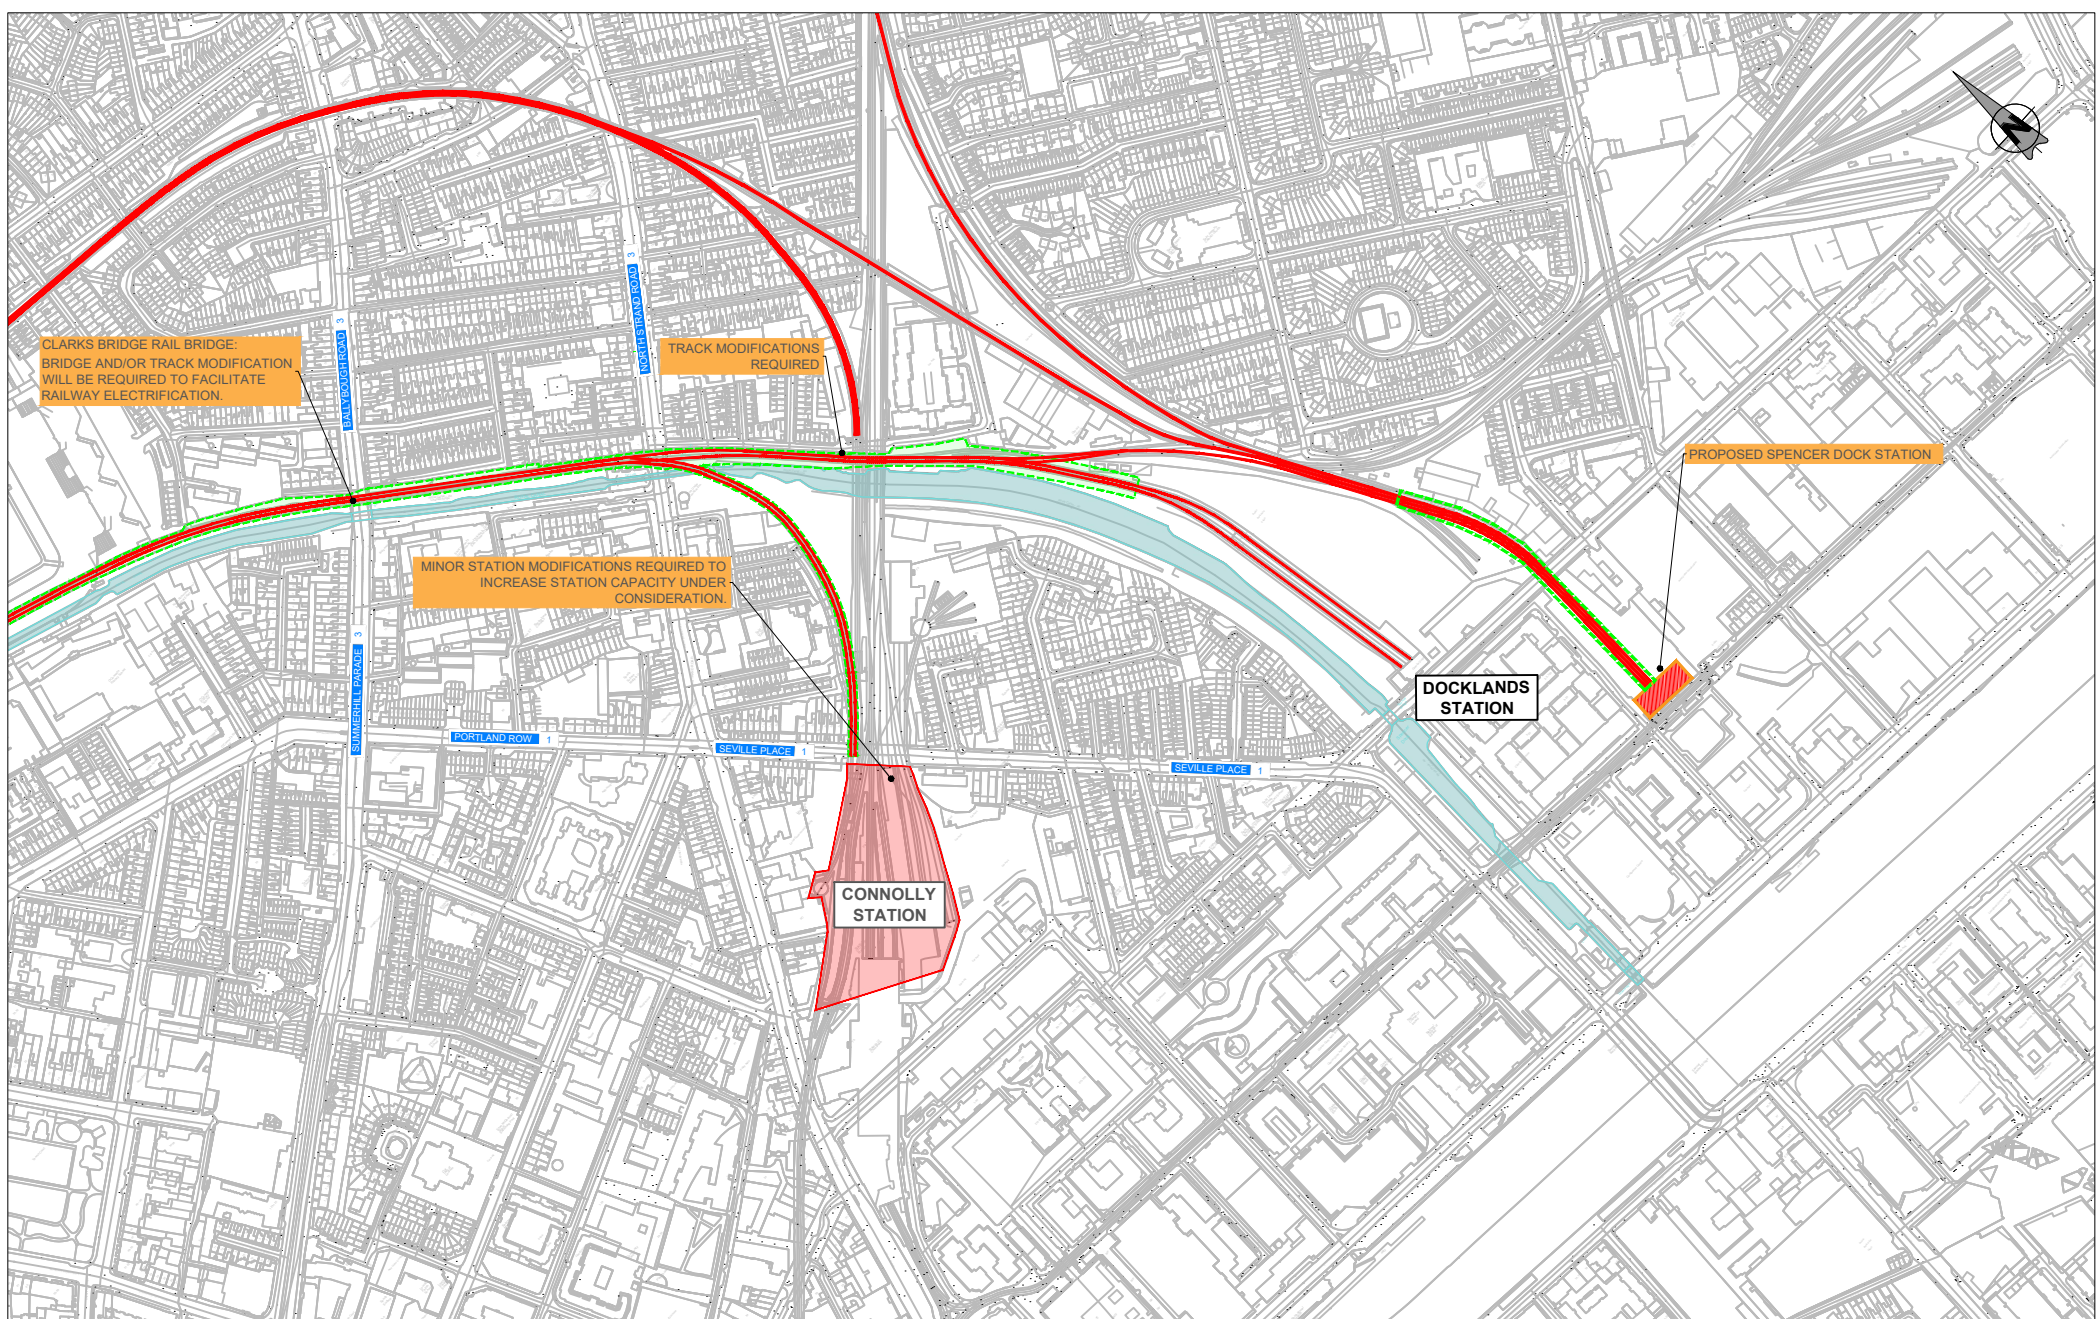 N
BALLYBOUGH ROAD 3
NORTH STRAND ROAD 3
CLARKS BRIDGE RAIL BRIDGE:
BRIDGE AND/OR TRACK MODIFICATION
WILL BE REQUIRED TO FACILITATE
RAILWAY ELECTRIFICATION.
TRACK MODIFICATIONS
REQUIRED
PROPOSED SPENCER DOCK STATION
MINOR STATION MODIFICATIONS REQUIRED TO
INCREASE STATION CAPACITY UNDER
CONSIDERATION.
SUMMERHILL PARADE 3
DOCKLANDS
STATION
PORTLAND ROW 1
SEVILLE PLACE 1
SEVILLE PLACE 1
CONNOLLY
STATION